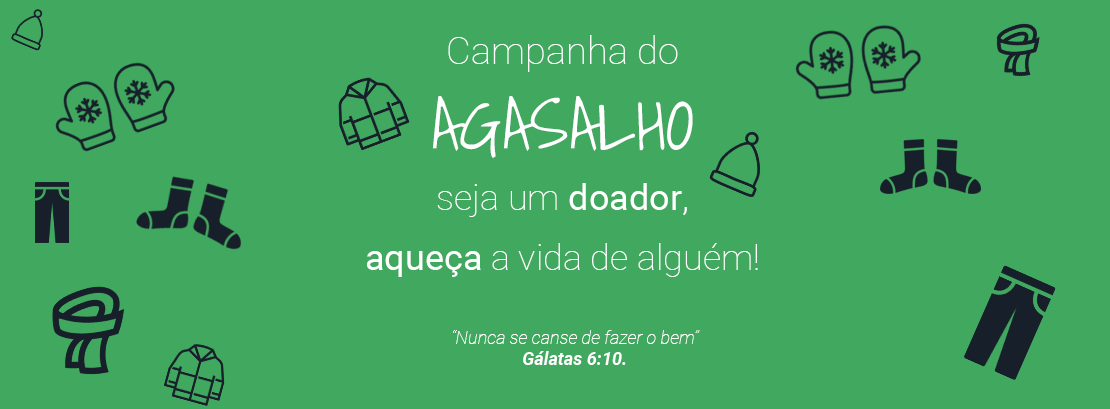 Campanha do
AGASALHO
seja um doador,
aqueça a vida de alguém!
“Nunca se canse de fazer o bem“
Gálatas 6:10.